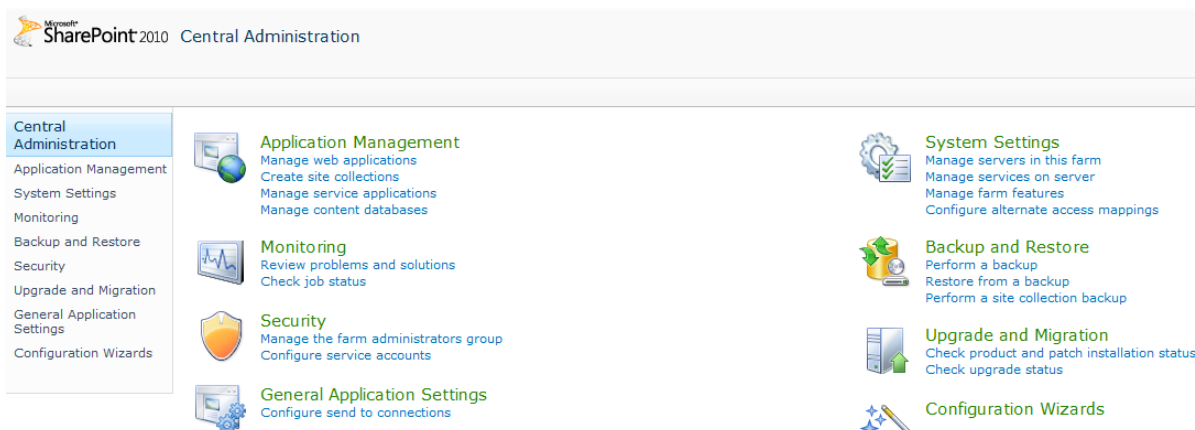 Microsoft
SharePoint 2010 Central Administration
Central
Administration
Application Management
System Settings
Monitoring
Backup and Restore
Security
Upgrade and Migration
General Application
Settings
Configuration Wizards
Application Management
Manage web applications
Create site collections
Manage service applications
Manage content databases
Monitoring
Review problems and solutions
Check job status
Security
Manage the farm administrators group
Configure service accounts
General Application Settings
Configure send to connections
System Settings
Manage servers in this farm
Manage services on server
Manage farm features
Configure alternate access mappings
Backup and Restore
Perform a backup
Restore from a backup
Perform a site collection backup
Upgrade and Migration
Check product and patch installation status
Check upgrade status
Configuration Wizards